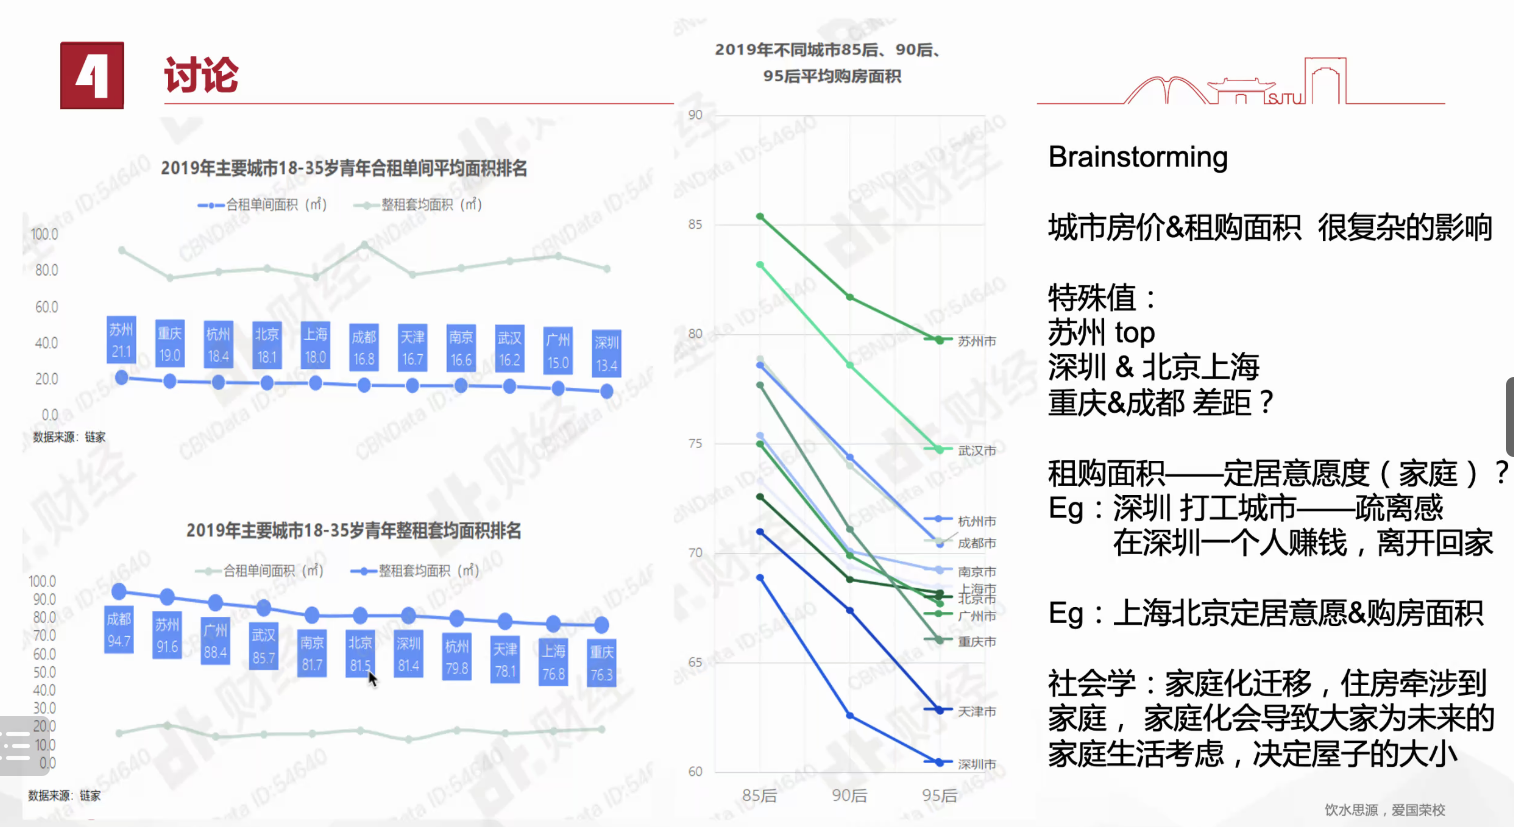 4
讨论
SJTU
2019年主要城市18-35岁青年合租单间平均面积排名
合租单间面积（㎡） 整租套均面积（㎡）
100.0
80.0
60.0
40.0
20.0
0.0
苏州 重庆 杭州 北京 上海 成都 天津 南京 武汉 广州 深圳
21.1 19.0 18.4 18.1 18.0 16.8 16.7 16.6 16.2 15.0 13.4
数据来源：链家
2019年主要城市18-35岁青年整租套均面积排名
合租单间面积（㎡） 整租套均面积（㎡）
100.0
90.0
80.0
70.0
60.0
50.0
40.0
30.0
20.0
10.0
0.0
成都 苏州 广州 武汉 南京 北京 深圳 杭州 天津 上海 重庆
94.7 91.6 88.4 85.7 81.7 81.5 81.4 79.8 78.1 76.8 76.3
数据来源：链家
2019年不同城市85后、90后、
95后平均购房面积
90
85
80
75
70
65
60
苏州市
武汉市
杭州市
成都市
南京市
上海市
北京市
广州市
重庆市
天津市
深圳市
85后 90后 95后
Brainstorming
城市房价&租购面积 很复杂的影响
特殊值：
苏州 top
深圳 & 北京上海
重庆&成都 差距？
租购面积——定居意愿度（家庭）？
Eg：深圳 打工城市——疏离感
在深圳一个人赚钱，离开回家
Eg：上海北京定居意愿&购房面积
社会学：家庭化迁移，住房牵涉到
家庭， 家庭化会导致大家为未来的
家庭生活考虑，决定屋子的大小
饮水思源，爱国荣校
CBNData ID:54640
财经